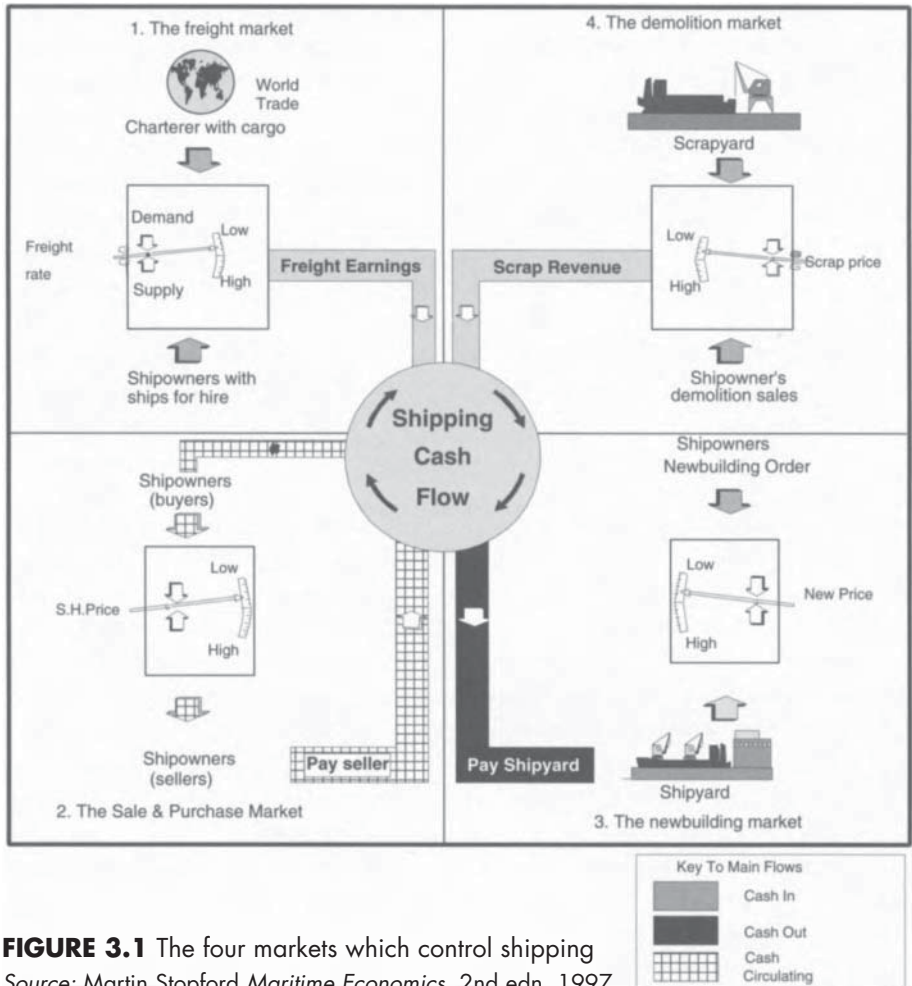 1. The freight market
World
Trade
Charterer with cargo
Demand
Low
Freight
rate
Supply
High
Freight Earnings
Shipowners with
ships for hire
4. The demolition market
Scrapyard
Low
High
Scrap price
Scrap Revenue
Shipowner's
demolition sales
Shipping
Cash
Flow
Shipowners
(buyers)
Low
S.H.Price
High
Shipowners
(sellers)
Pay seller
2. The Sale & Purchase Market
Shipowners
Newbuilding Order
Low
New Price
High
Pay Shipyard
Shipyard
3. The newbuilding market
Key To Main Flows
Cash In
Cash Out
Cash
Circulating
FIGURE 3.1 The four markets which control shipping
Source: Martin Stopford Maritime Economics, 2nd edn, 1997